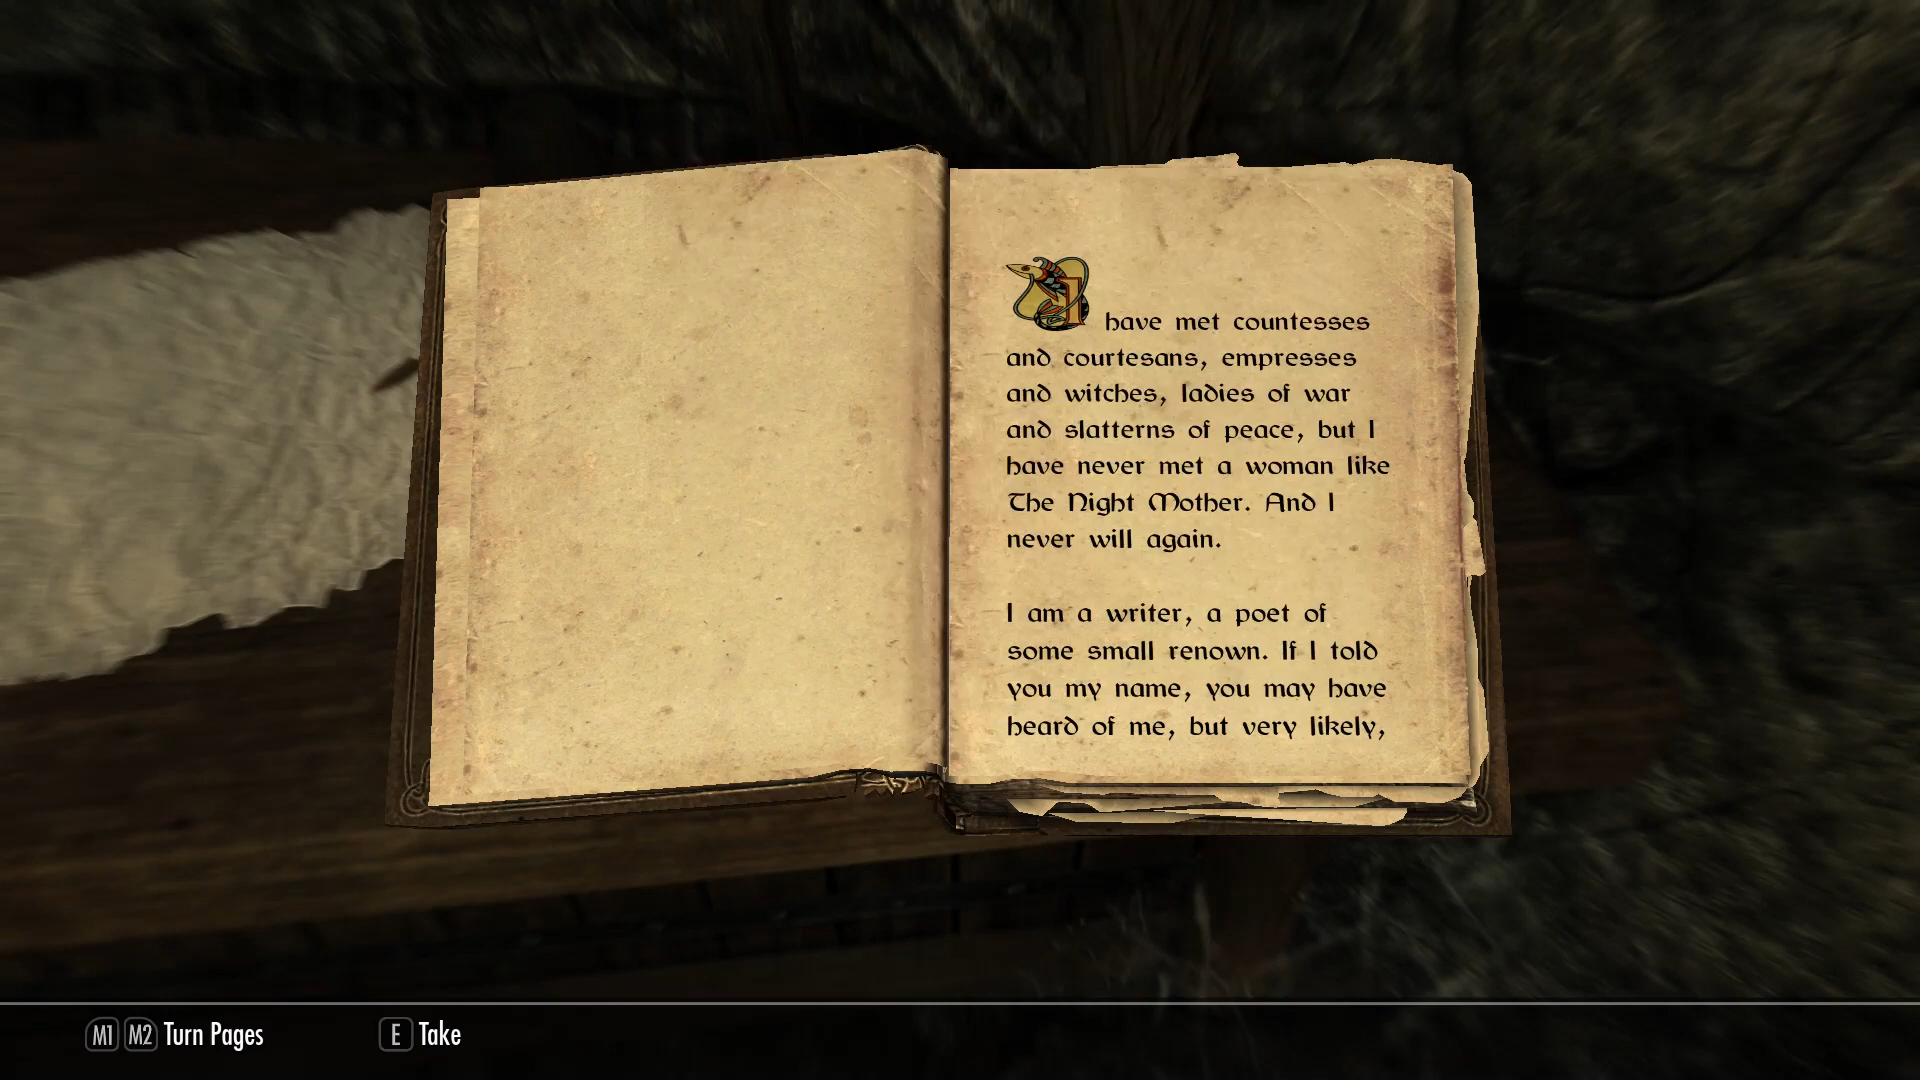 I have met countesses
and courtesans, empresses
and witches, ladies of war
and slatterns of peace, but I
have never met a woman like
The Night Mother. And I
never will again.
I am a writer, a poet of
some small renown. If I told
you my name, you may have
heard of me, but very likely,
M1 M2 Turn Pages
E Take